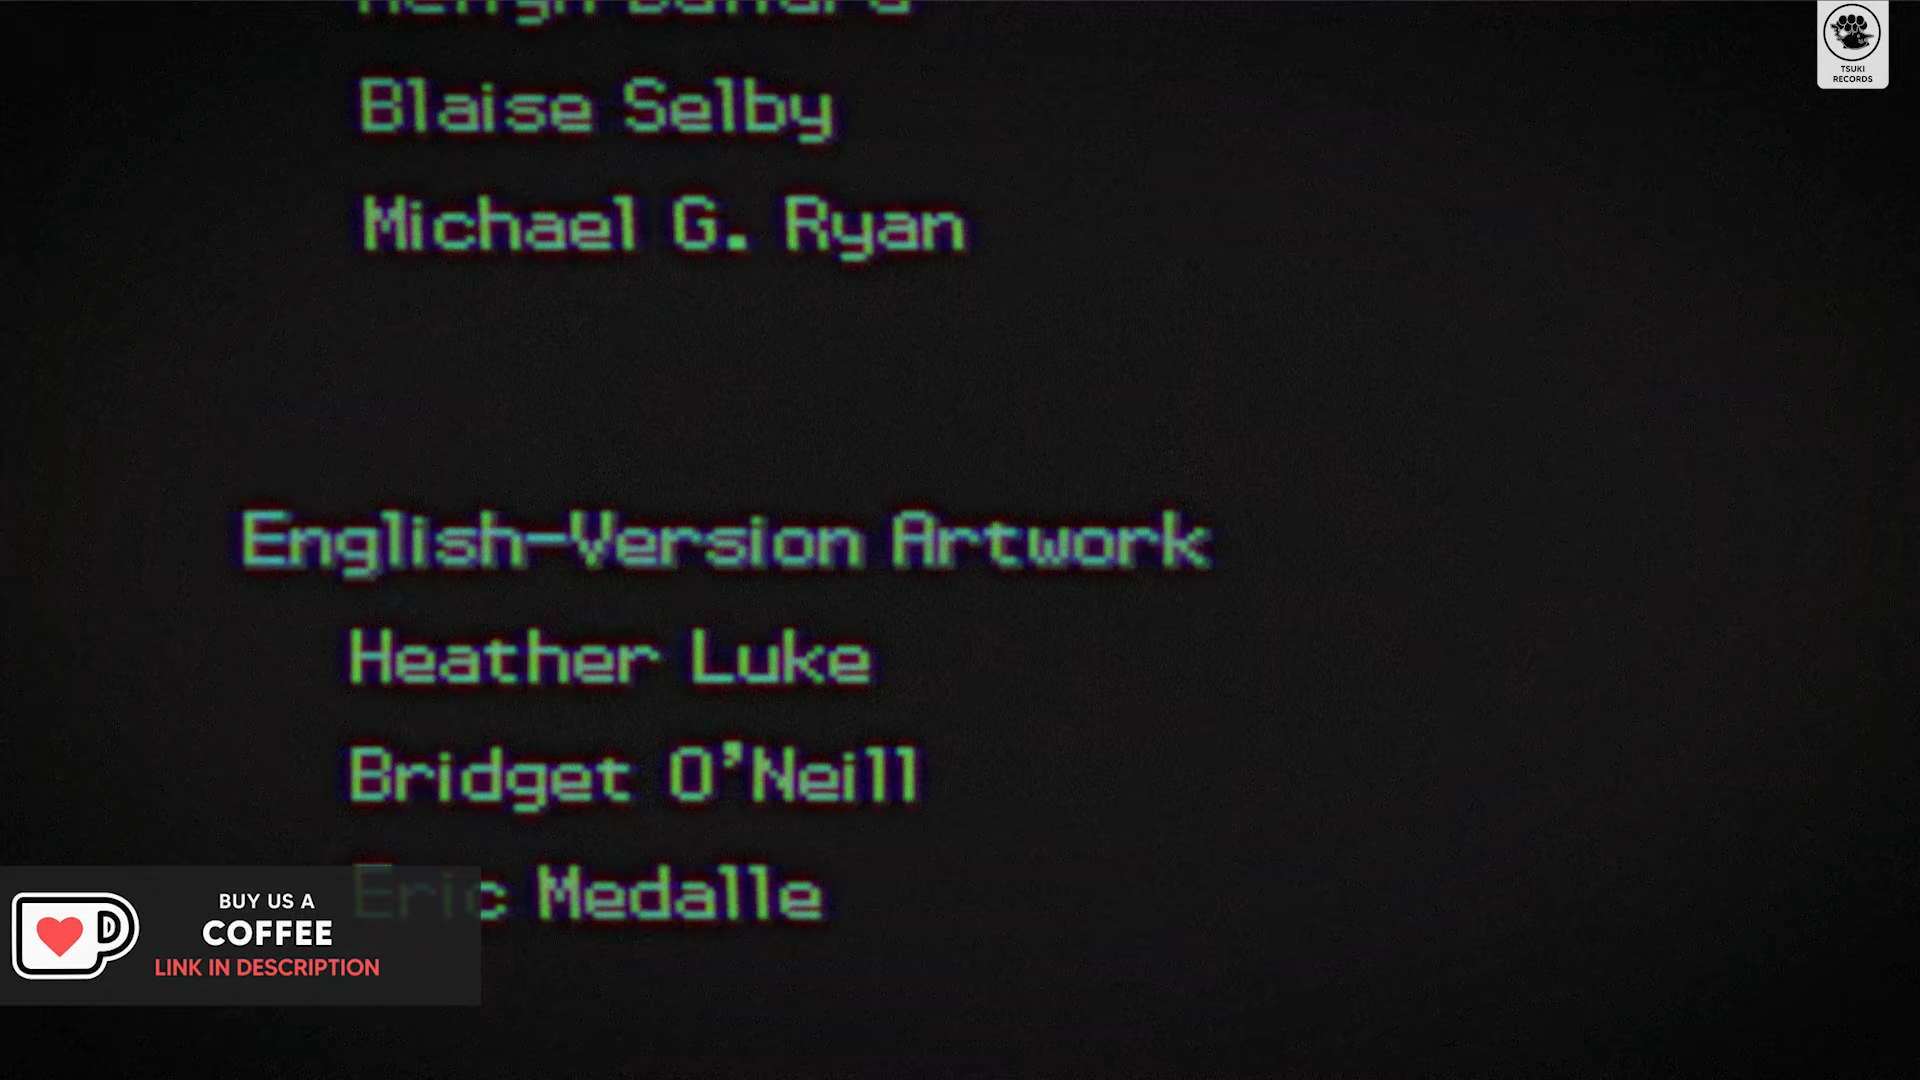 Blaise Selby
Michael G. Ryan
English-Version Artwork
Heather Luke
Bridget O'Neill
Eric Medalle
BUY US A
COFFEE
LINK IN DESCRIPTION
TSUKI
RECORDS